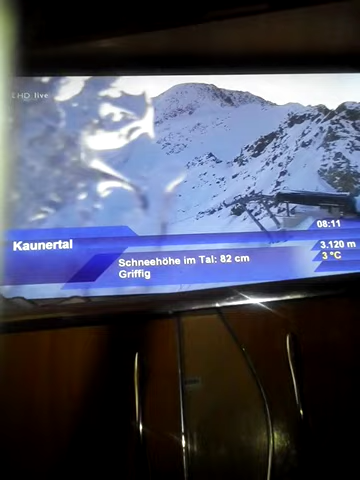 HD live
08:11
Kaunertal
3.120 m
Schneehöhe im Tal: 82 cm
3 °C
Griffig